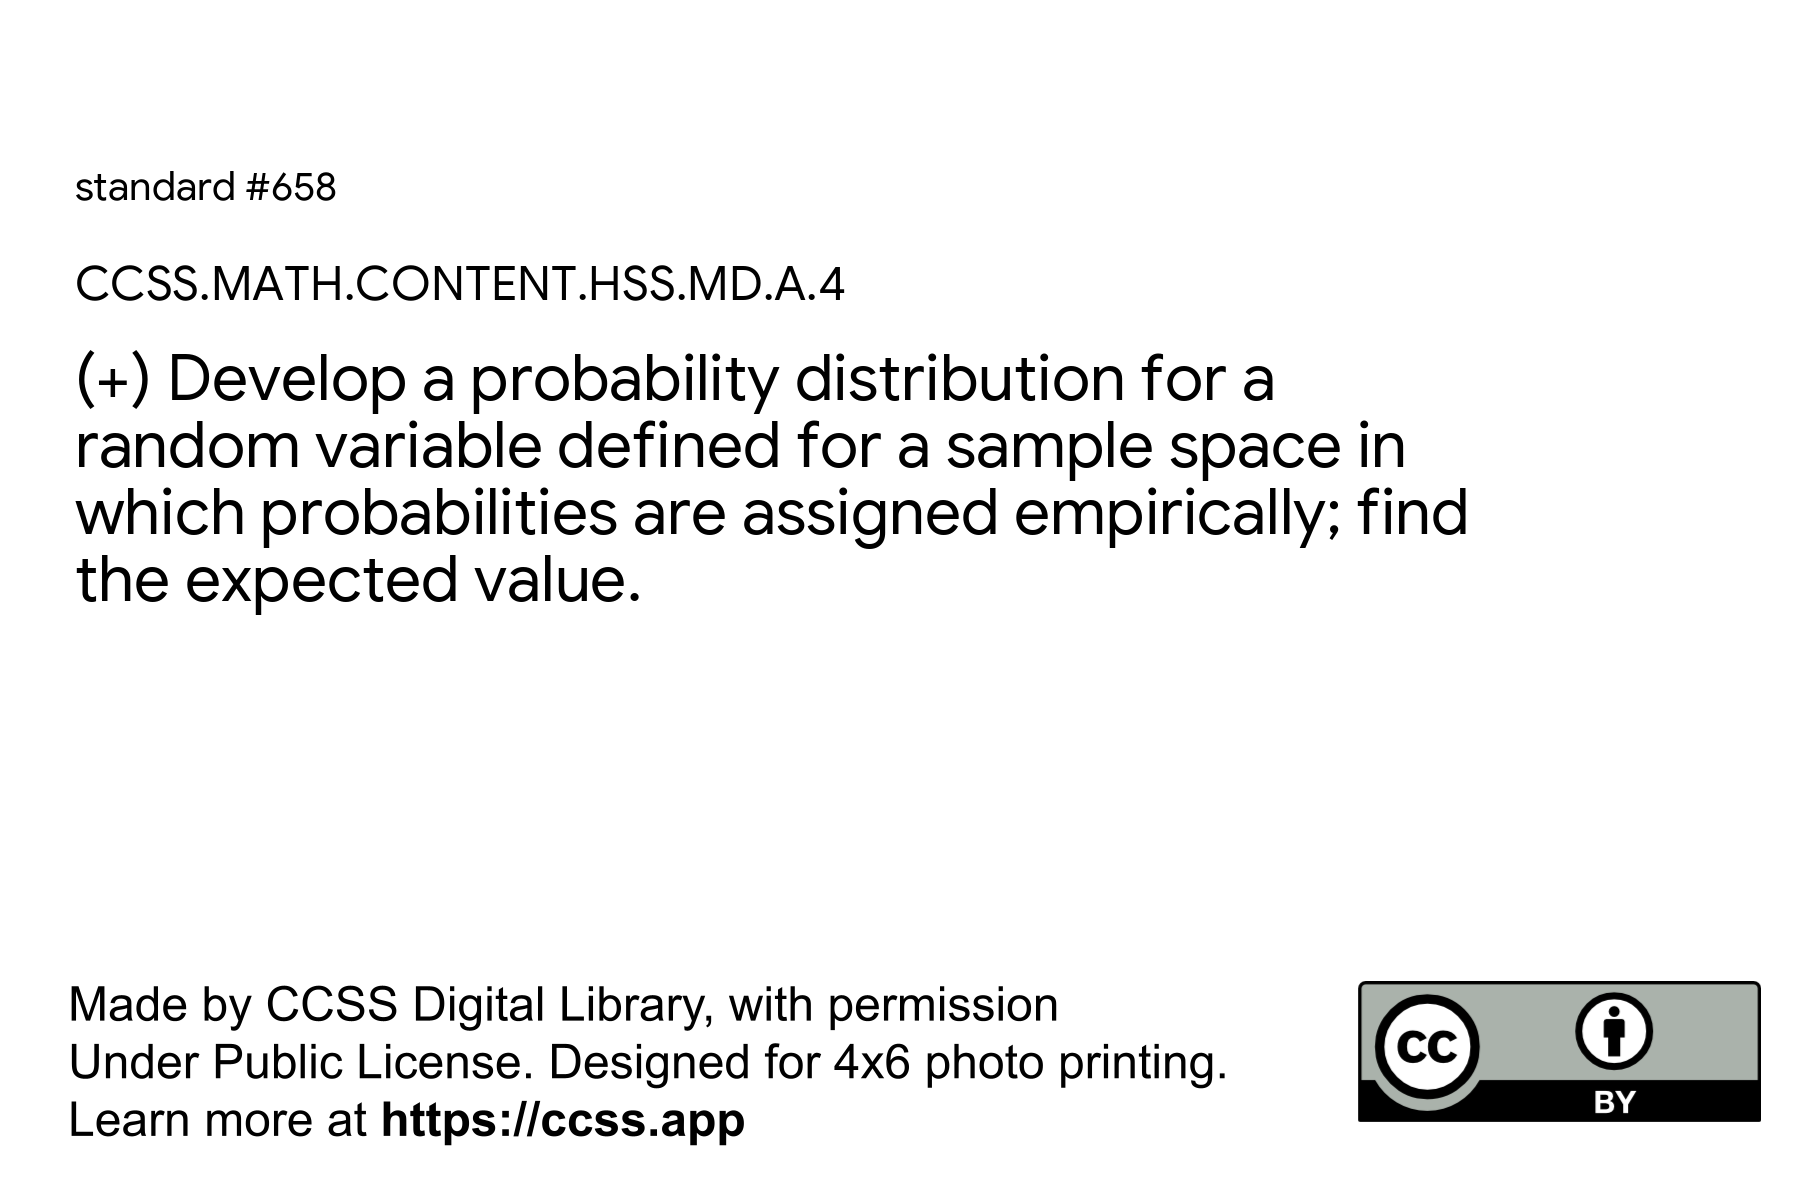 standard #658
CCSS.MATH.CONTENT.HSS.MD.A.4
(+) Develop a probability distribution for a
random variable defined for a sample space in
which probabilities are assigned empirically; find
the expected value.
Made by CCSS Digital Library, with permission
Under Public License. Designed for 4x6 photo printing.
Learn more at https://ccss.app
cc
BY